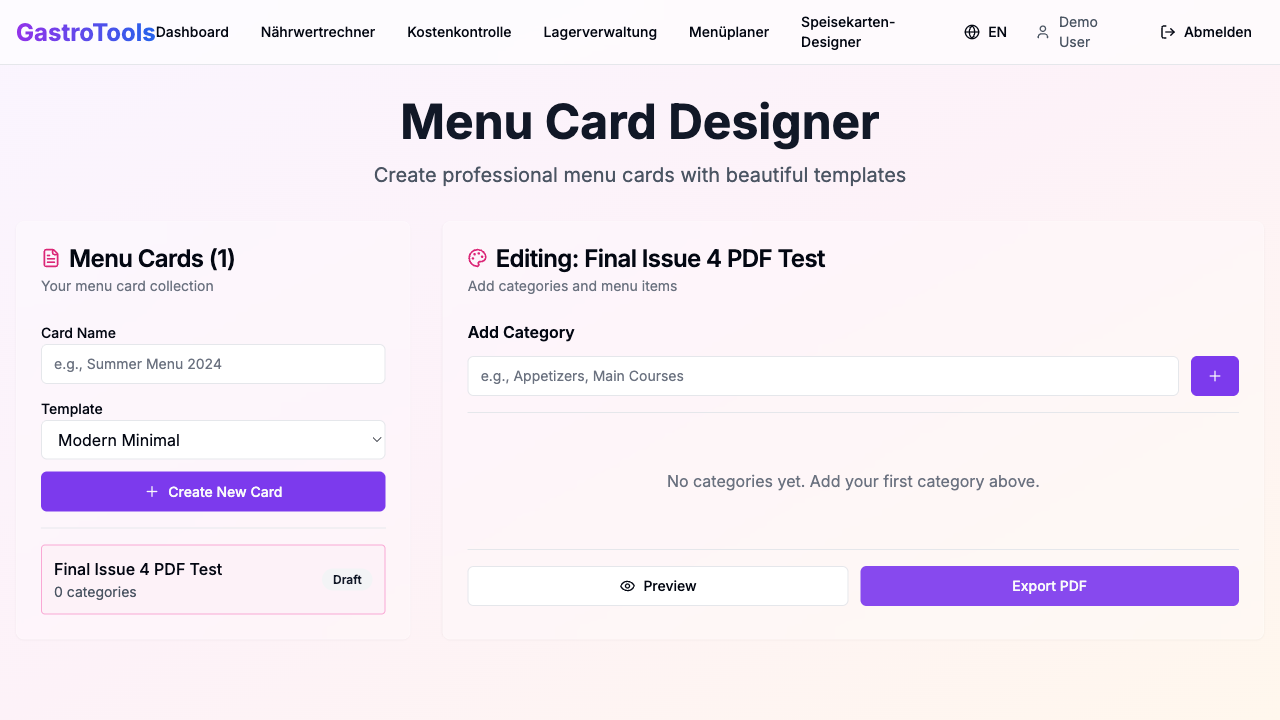 GastroTools
Dashboard
Nährwertrechner
Kostenkontrolle
Lagerverwaltung
Menüplaner
Speisekarten-
Designer
EN
Demo
User
Abmelden
Menu Card Designer
Create professional menu cards with beautiful templates
Menu Cards (1)
Your menu card collection
Card Name
e.g., Summer Menu 2024
Template
Modern Minimal
Create New Card
Final Issue 4 PDF Test
0 categories
Draft
Editing: Final Issue 4 PDF Test
Add categories and menu items
Add Category
e.g., Appetizers, Main Courses
No categories yet. Add your first category above.
Preview
Export PDF